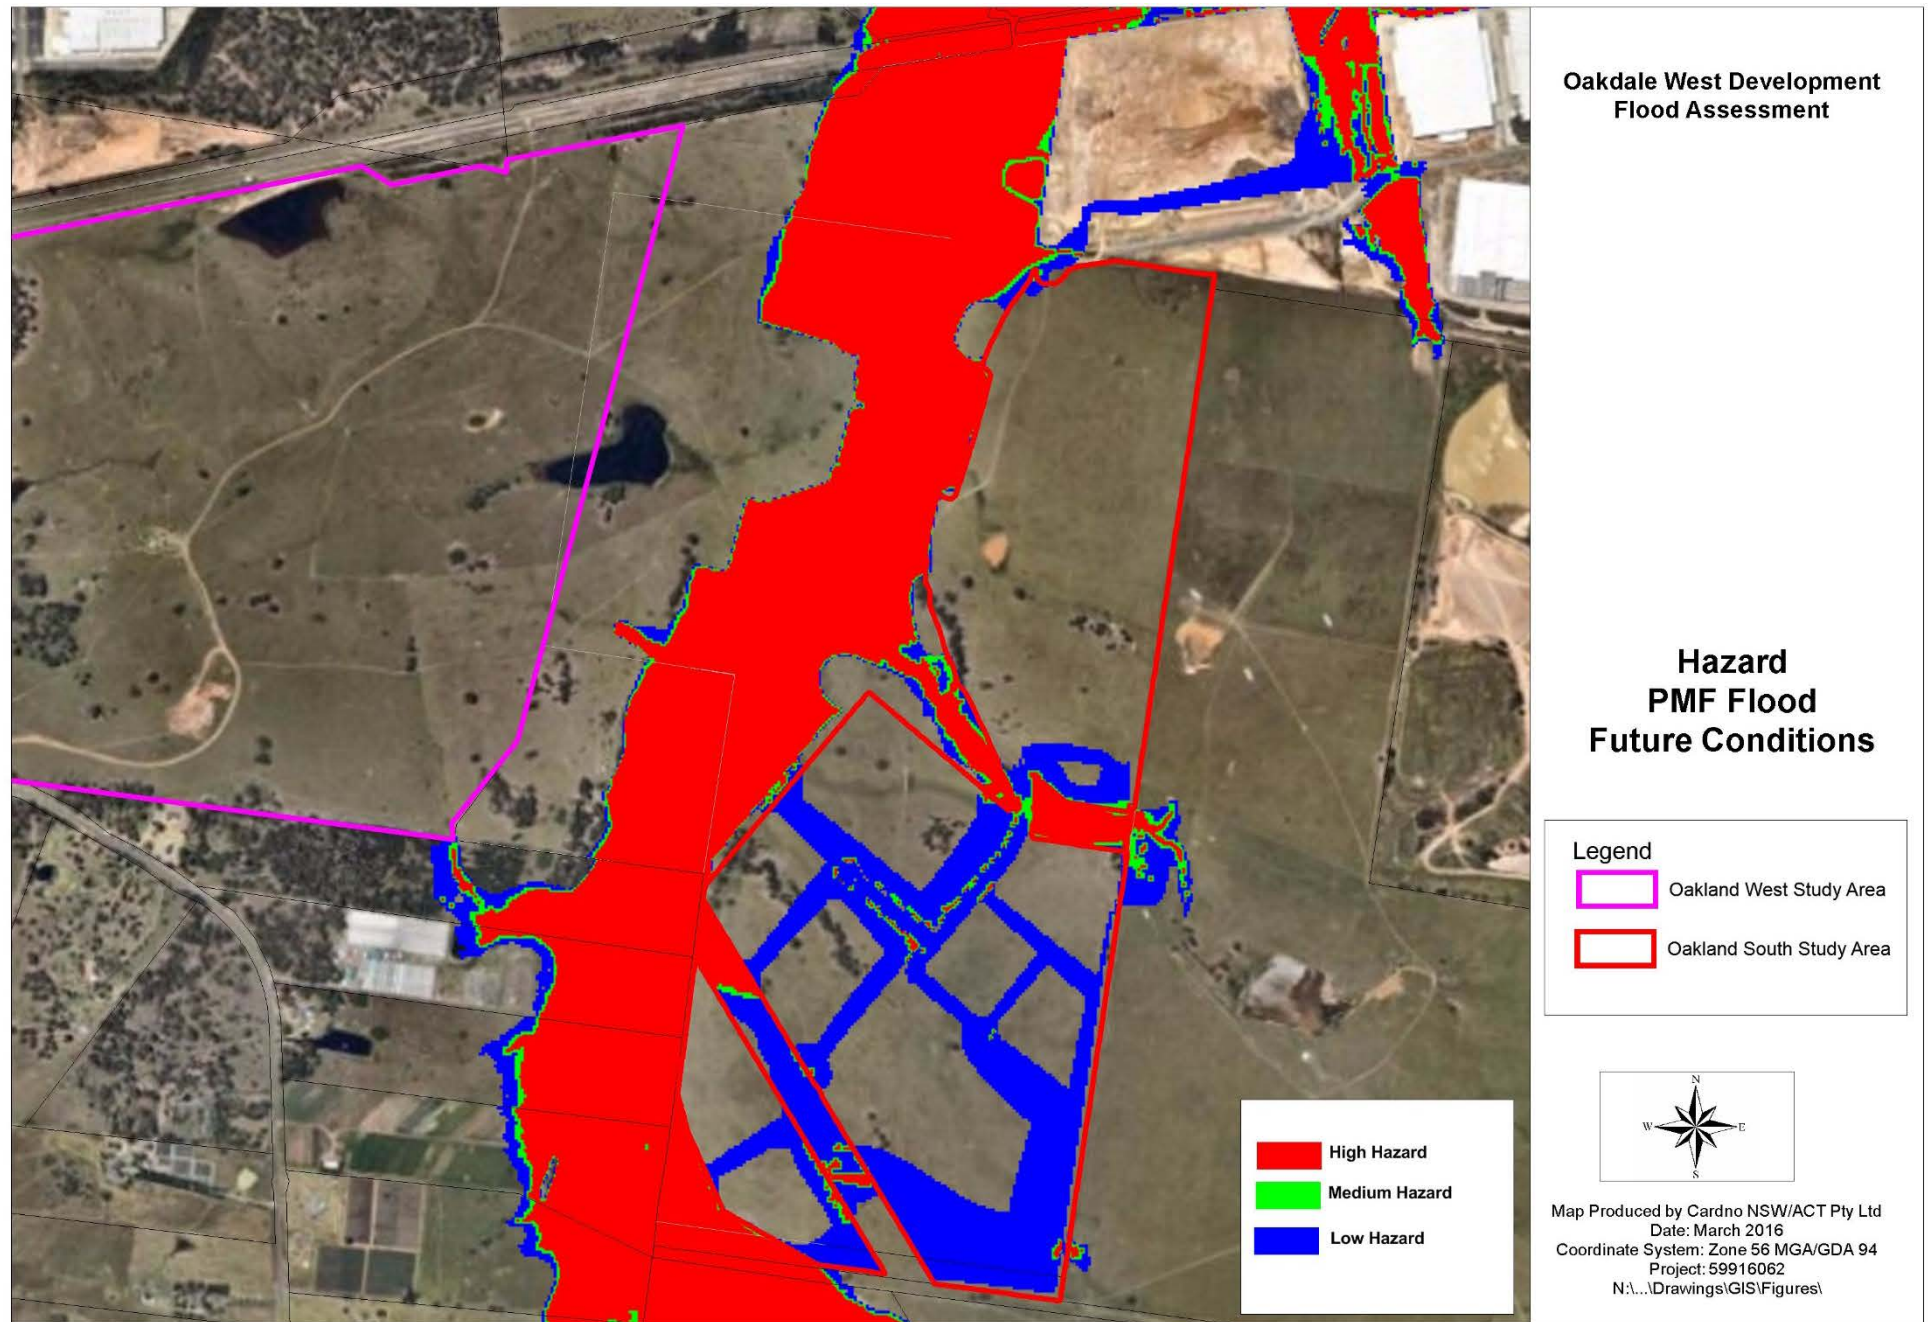 Oakdale West Development
Flood Assessment
Hazard
PMF Flood
Future Conditions
Legend
Oakland West Study Area
Oakland South Study Area
N
W
E
S
High Hazard
Medium Hazard
Low Hazard
Map Produced by Cardno NSW/ACT Pty Ltd
Date: March 2016
Coordinate System: Zone 56 MGA/GDA 94
Project: 59916062
N:\...\Drawings\GIS\Figures\